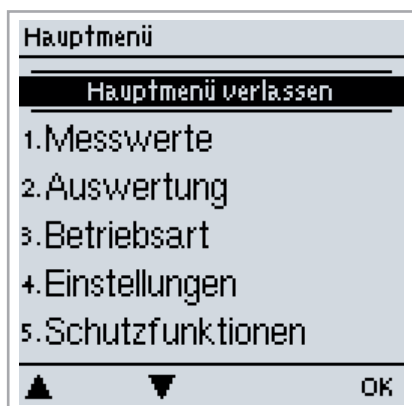 Hauptmenü
Hauptmenü verlassen
1.Messwerte
2.Auswertung
3.Betriebsart
4.Einstellungen
5.Schutzfunktionen
▲ ▼ OK